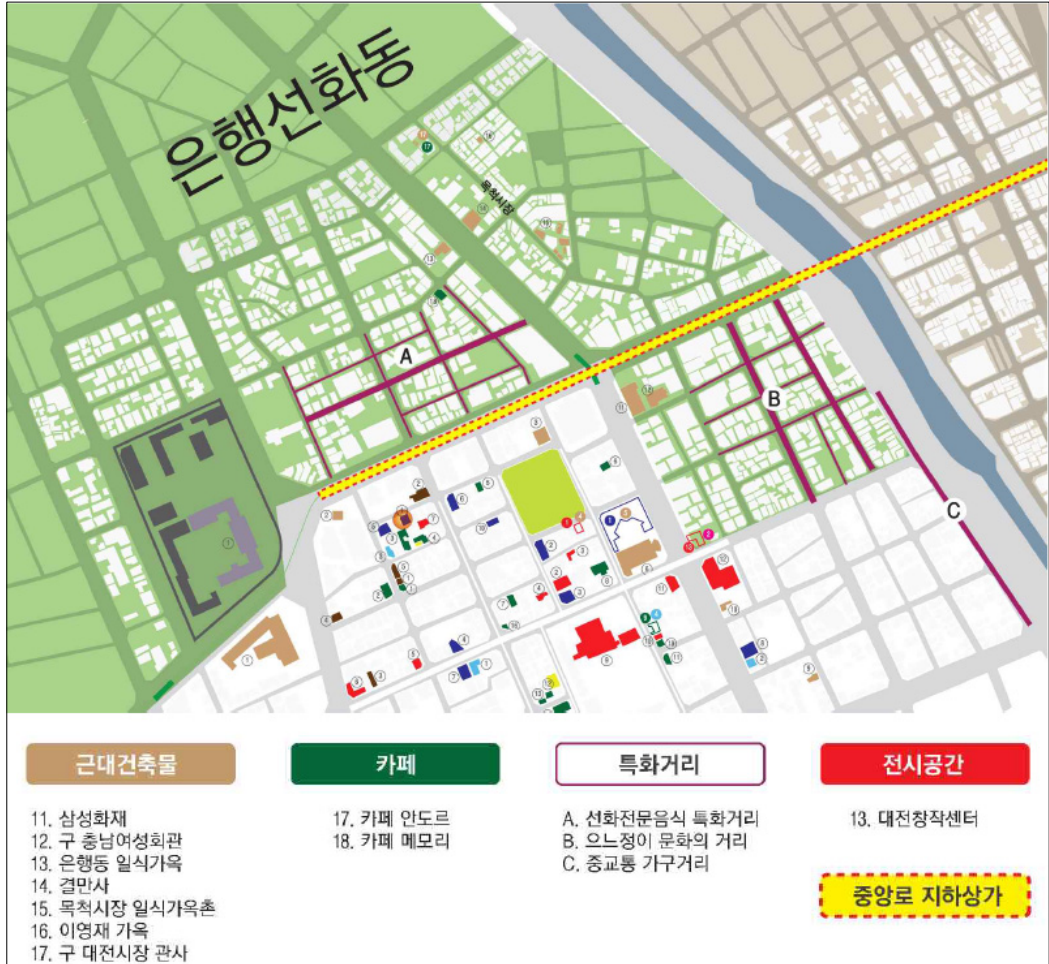 은행선화동
목척시장
A
B
C
근대건축물
11. 삼성화재
12. 구 충남여성회관
13. 은행동 일식가옥
14. 결만사
15. 목척시장 일식가옥촌
16. 이영재 가옥
17. 구 대전시장 관사
카페
17. 카페 안도르
18. 카페 메모리
특화거리
A. 선화전문음식 특화거리
B. 으느정이 문화의 거리
C. 중교통 가구거리
전시공간
13. 대전창작센터
중앙로 지하상가